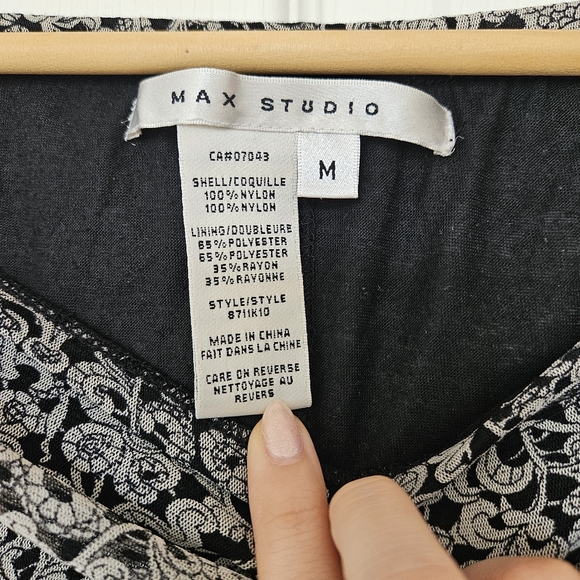 MAX STUDIO
M
CA#07043
SHELL/COQUILLE
100% NYLON
100% NYLON
LINING/DOUBLEURE
65% POLYESTER
65% POLYESTER
35% RAYON
35% RAYONNE
STYLE/STYLE
8711K10
MADE IN CHINA
FAIT DANS LA CHINE
CARE ON REVERSE
NETTOYAGE AU
REVERS